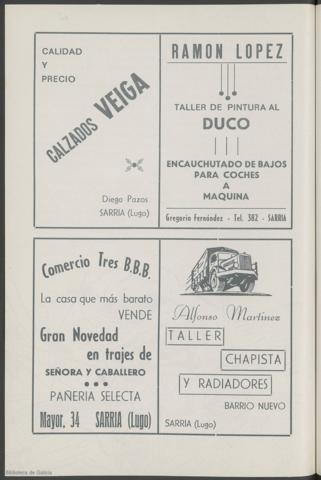 CALIDAD
Y
PRECIO
CALZADOS VEIGA
Diego Pazos
SARRIA (Lugo)
RAMON LOPEZ
TALLER DE PINTURA AL
DUCO
ENCAUCHUTADO DE BAJOS
PARA COCHES
A
MAQUINA
Gregorio Fernández - Tel. 382 - SARRIA
Comercio Tres B.B.B.
La casa que más barato
VENDE
Gran Novedad
en trajes de
SEÑORA Y CABALLERO
PAÑERIA SELECTA
Mayor, 34 SARRIA (Lugo)
Alfonso Martínez
TALLER
CHAPISTA
Y RADIADORES
BARRIO NUEVO
SARRIA (Lugo)
Biblioteca de Galicia